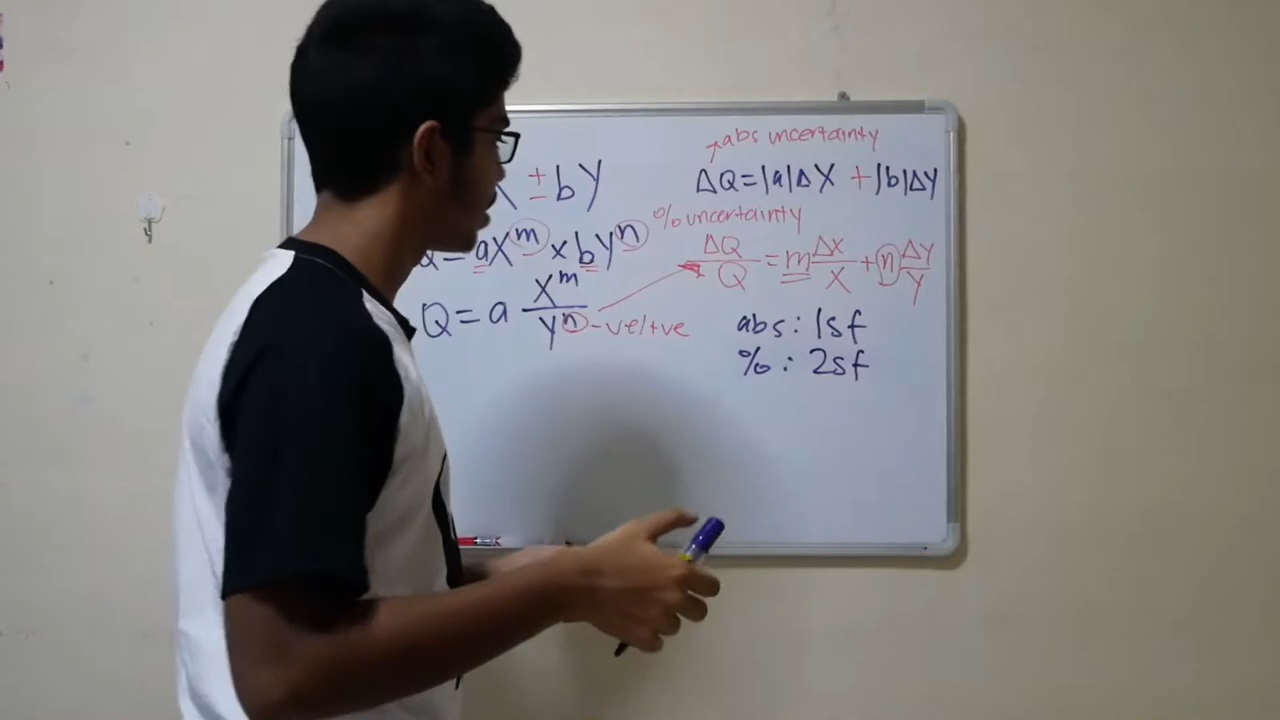 abs uncertainty
± bY
ΔQ=|a|ΔX + |b|ΔY
% uncertainty
Q = aX^m × bY^n
ΔQ/Q = m ΔX/X + n ΔY/Y
Q = a X^m/Y^n -ve/+ve
abs : 1sf
% : 2sf